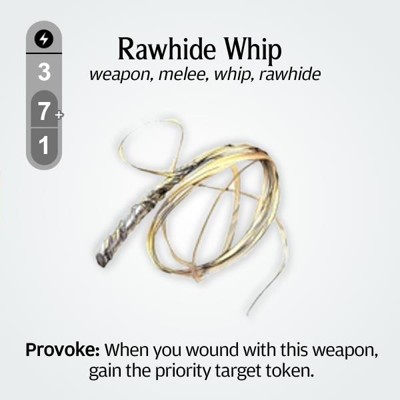 Rawhide Whip
weapon, melee, whip, rawhide
3
7+
1
Provoke: When you wound with this weapon,
gain the priority target token.